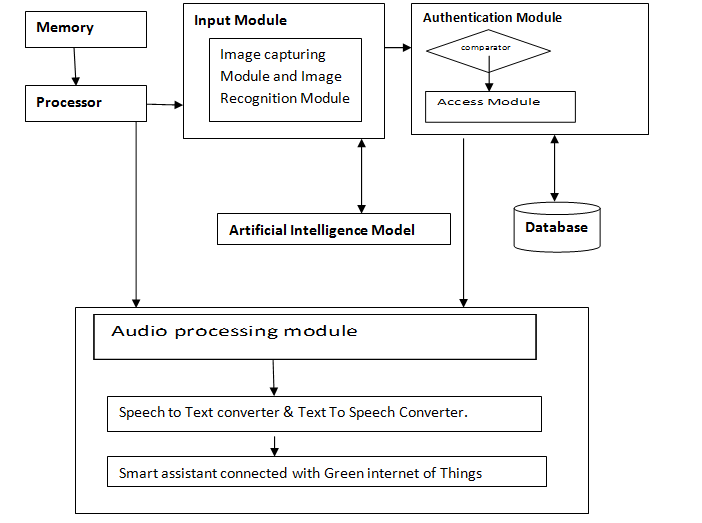 Memory
Processor
Input Module
Image capturing
Module and Image
Recognition Module
Authentication Module
comparator
Access Module
Artificial Intelligence Model
Database
Audio processing module
Speech to Text converter & Text To Speech Converter.
Smart assistant connected with Green internet of Things